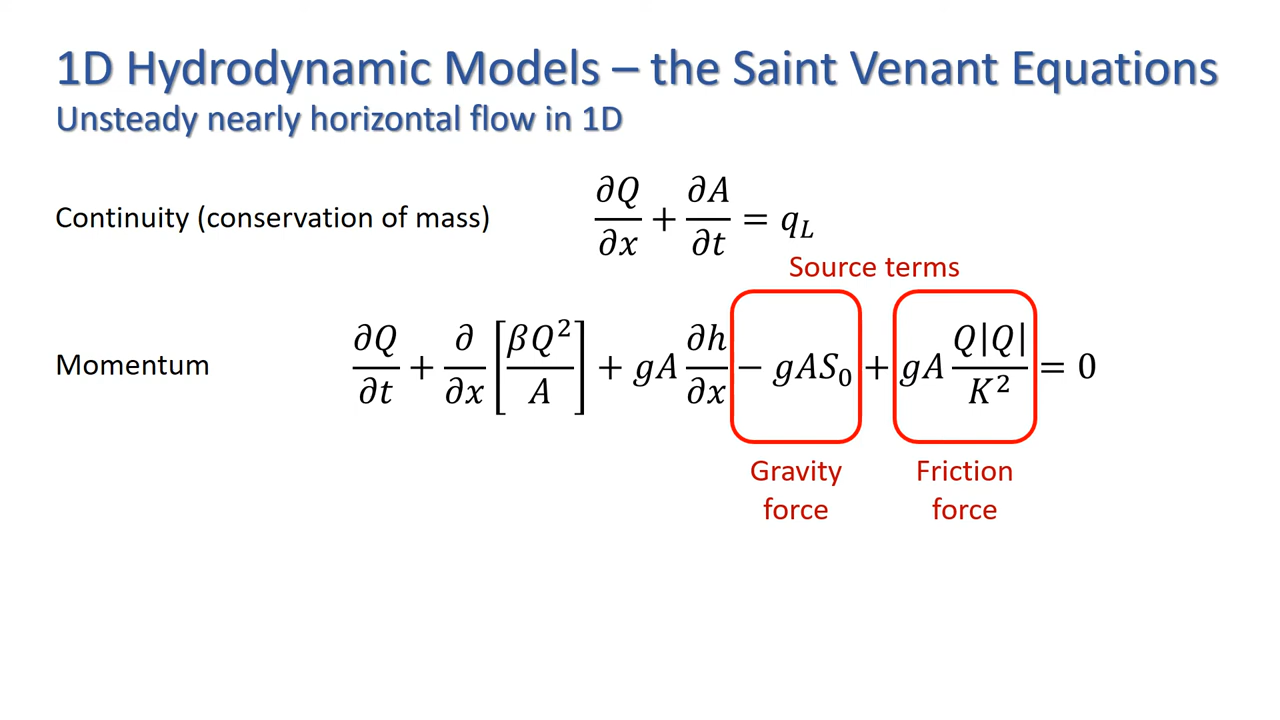 1D Hydrodynamic Models – the Saint Venant Equations
Unsteady nearly horizontal flow in 1D
Continuity (conservation of mass) ∂Q/∂x + ∂A/∂t = q_L
Source terms
Momentum ∂Q/∂t + ∂/∂x [βQ²/A] + gA ∂h/∂x − gAS₀ + gA Q|Q|/K² = 0
Gravity force
Friction force